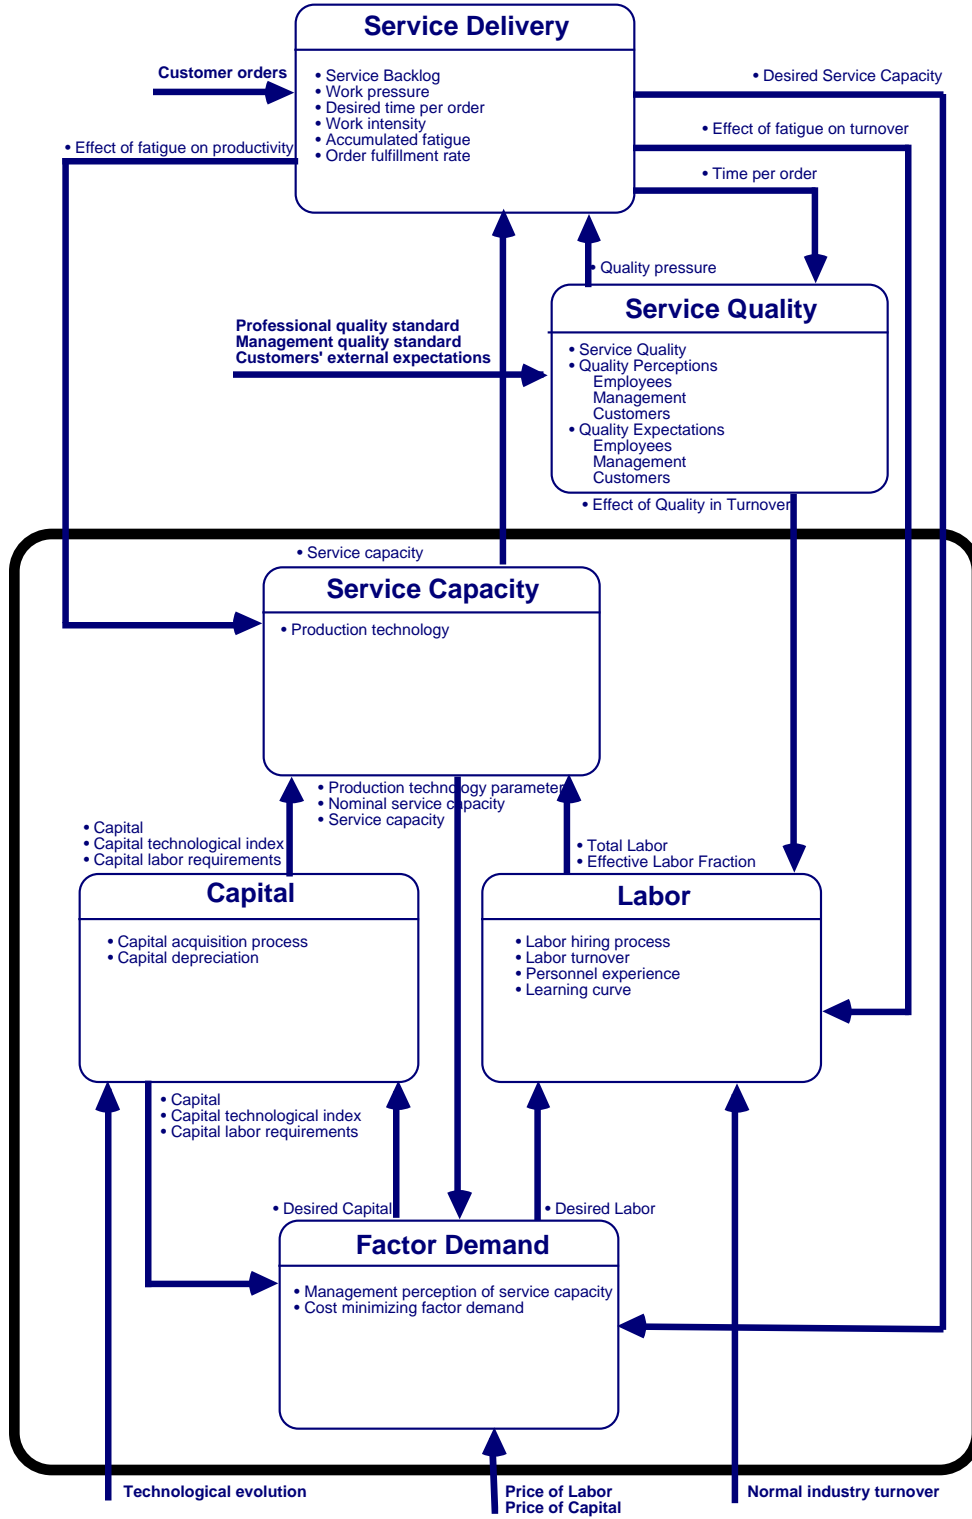 Service Delivery
Customer orders
• Service Backlog
• Work pressure
• Desired time per order
• Work intensity
• Accumulated fatigue
• Order fulfillment rate
• Desired Service Capacity
• Effect of fatigue on turnover
• Effect of fatigue on productivity
• Time per order
• Quality pressure
Service Quality
Professional quality standard
Management quality standard
Customers' external expectations
• Service Quality
• Quality Perceptions
Employees
Management
Customers
• Quality Expectations
Employees
Management
Customers
• Effect of Quality in Turnover
• Service capacity
Service Capacity
• Production technology
• Production technology parameter
• Nominal service capacity
• Service capacity
• Capital
• Capital technological index
• Capital labor requirements
• Total Labor
• Effective Labor Fraction
Capital
• Capital acquisition process
• Capital depreciation
Labor
• Labor hiring process
• Labor turnover
• Personnel experience
• Learning curve
• Capital
• Capital technological index
• Capital labor requirements
• Desired Capital
• Desired Labor
Factor Demand
• Management perception of service capacity
• Cost minimizing factor demand
Technological evolution
Price of Labor
Price of Capital
Normal industry turnover